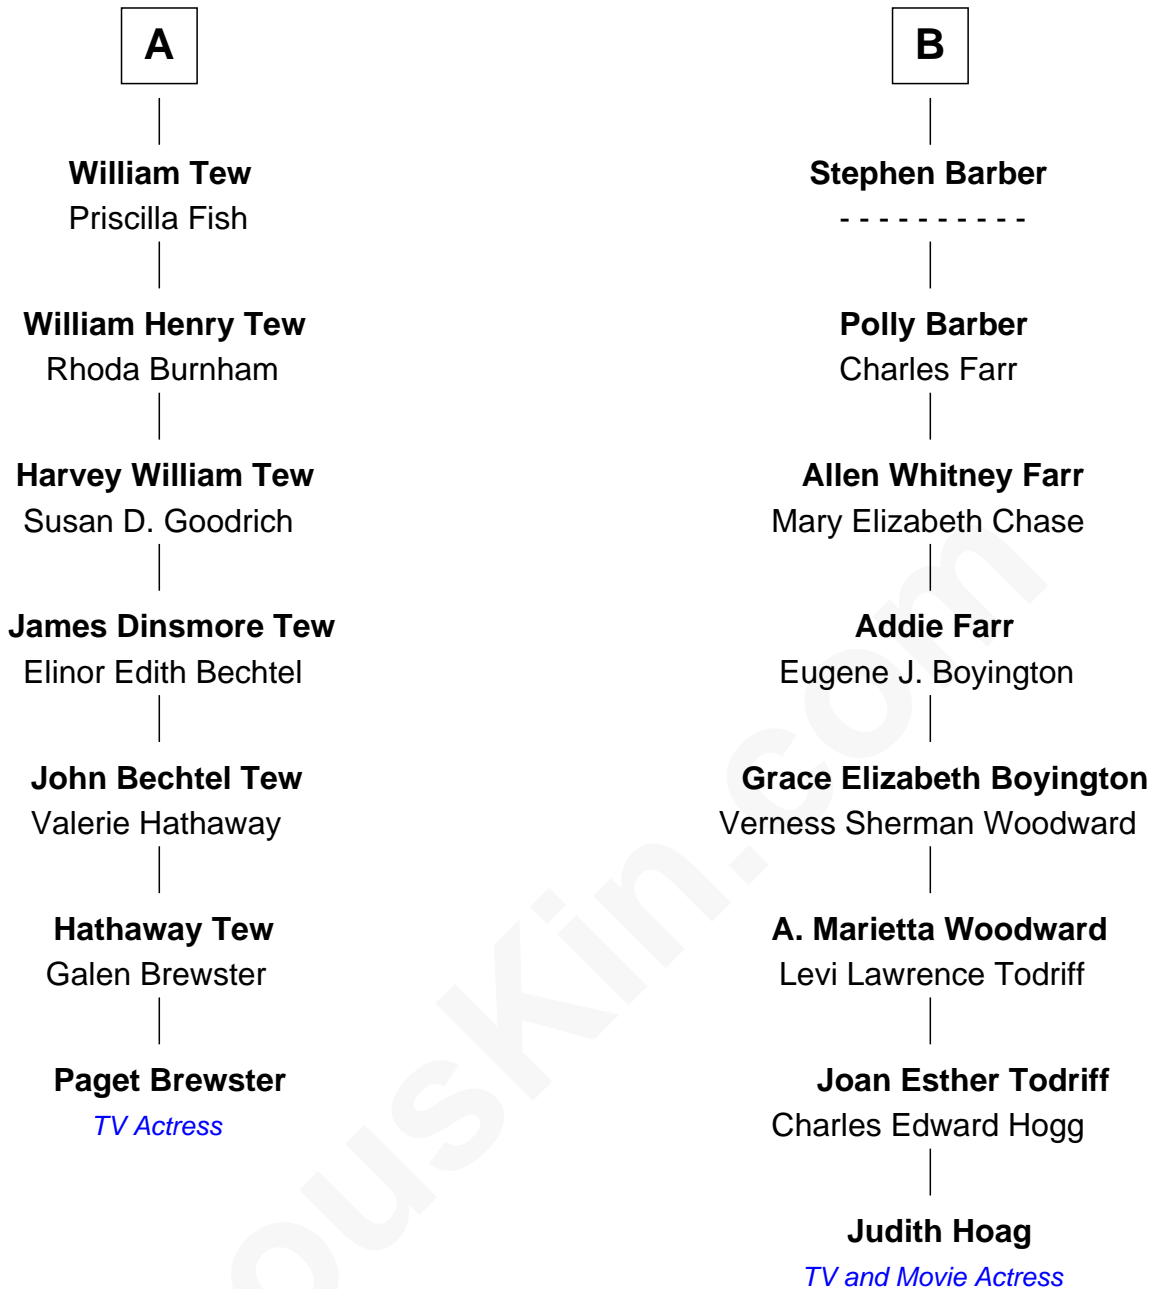 A
William Tew
Priscilla Fish
William Henry Tew
Rhoda Burnham
Harvey William Tew
Susan D. Goodrich
James Dinsmore Tew
Elinor Edith Bechtel
John Bechtel Tew
Valerie Hathaway
Hathaway Tew
Galen Brewster
Paget Brewster
TV Actress
B
Stephen Barber
- - - - - - - - - -
Polly Barber
Charles Farr
Allen Whitney Farr
Mary Elizabeth Chase
Addie Farr
Eugene J. Boyington
Grace Elizabeth Boyington
Verness Sherman Woodward
A. Marietta Woodward
Levi Lawrence Todriff
Joan Esther Todriff
Charles Edward Hogg
Judith Hoag
TV and Movie Actress
ousKin.com